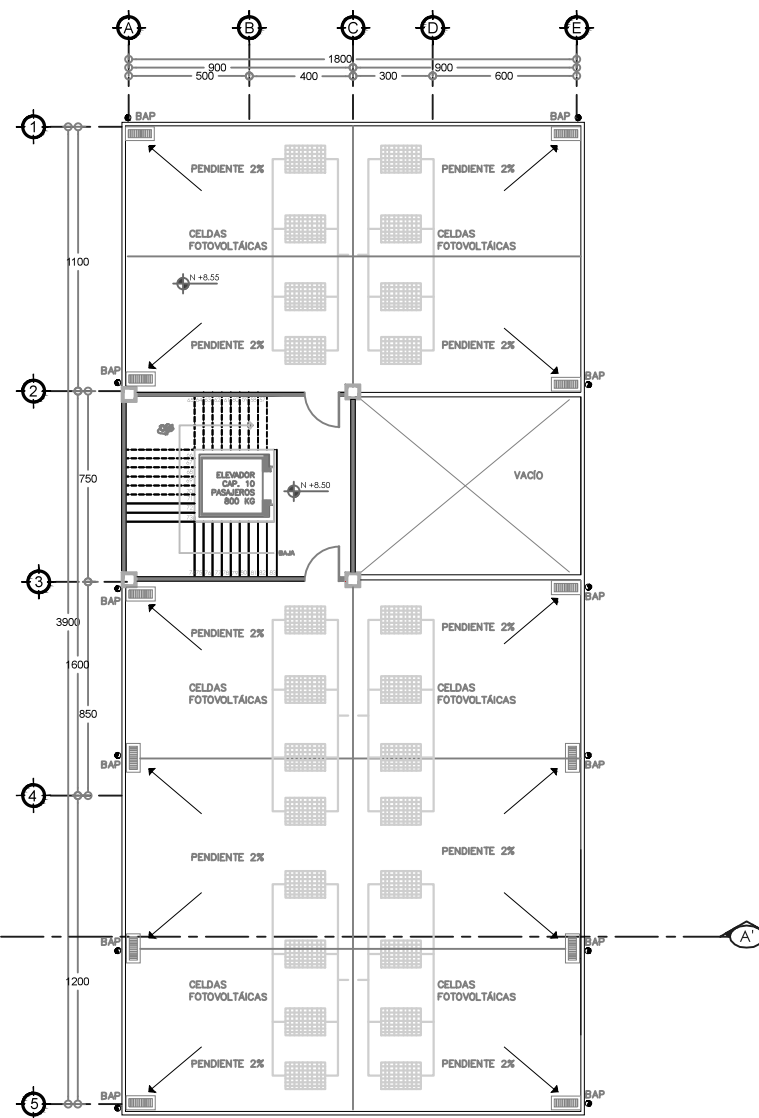 A
B
C
D
E
1800
900
900
500
400
300
600
BAP
BAP
1
PENDIENTE 2%
PENDIENTE 2%
CELDAS
FOTOVOLTÁICAS
CELDAS
FOTOVOLTÁICAS
1100
N +8.55
PENDIENTE 2%
PENDIENTE 2%
BAP
BAP
2
ELEVADOR
CAP. 10
PASAJEROS
800 KG
N +8.50
VACÍO
750
BAJA
3
BAP
BAP
3900
PENDIENTE 2%
PENDIENTE 2%
1600
CELDAS
FOTOVOLTÁICAS
CELDAS
FOTOVOLTÁICAS
850
BAP
BAP
4
PENDIENTE 2%
PENDIENTE 2%
A'
BAP
BAP
1200
CELDAS
FOTOVOLTÁICAS
CELDAS
FOTOVOLTÁICAS
PENDIENTE 2%
PENDIENTE 2%
BAP
BAP
5